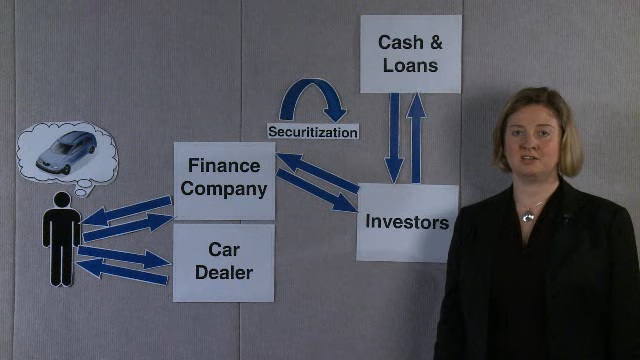 Cash &
Loans
Securitization
Finance
Company
Investors
Car
Dealer